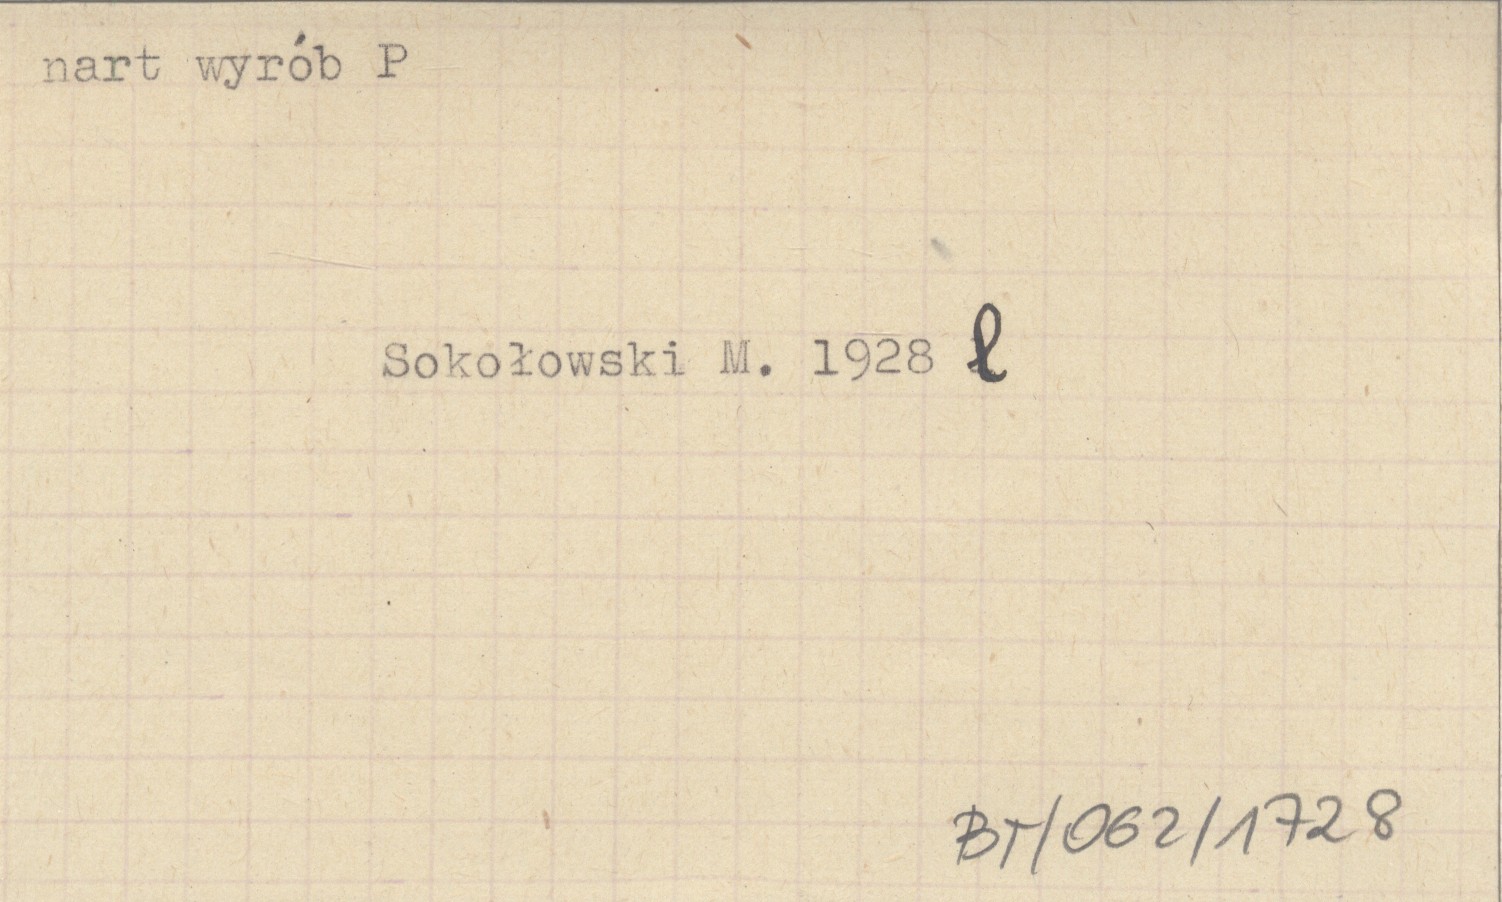 nart wyrób P
Sokołowski M. 1928 l
BT/062/1728